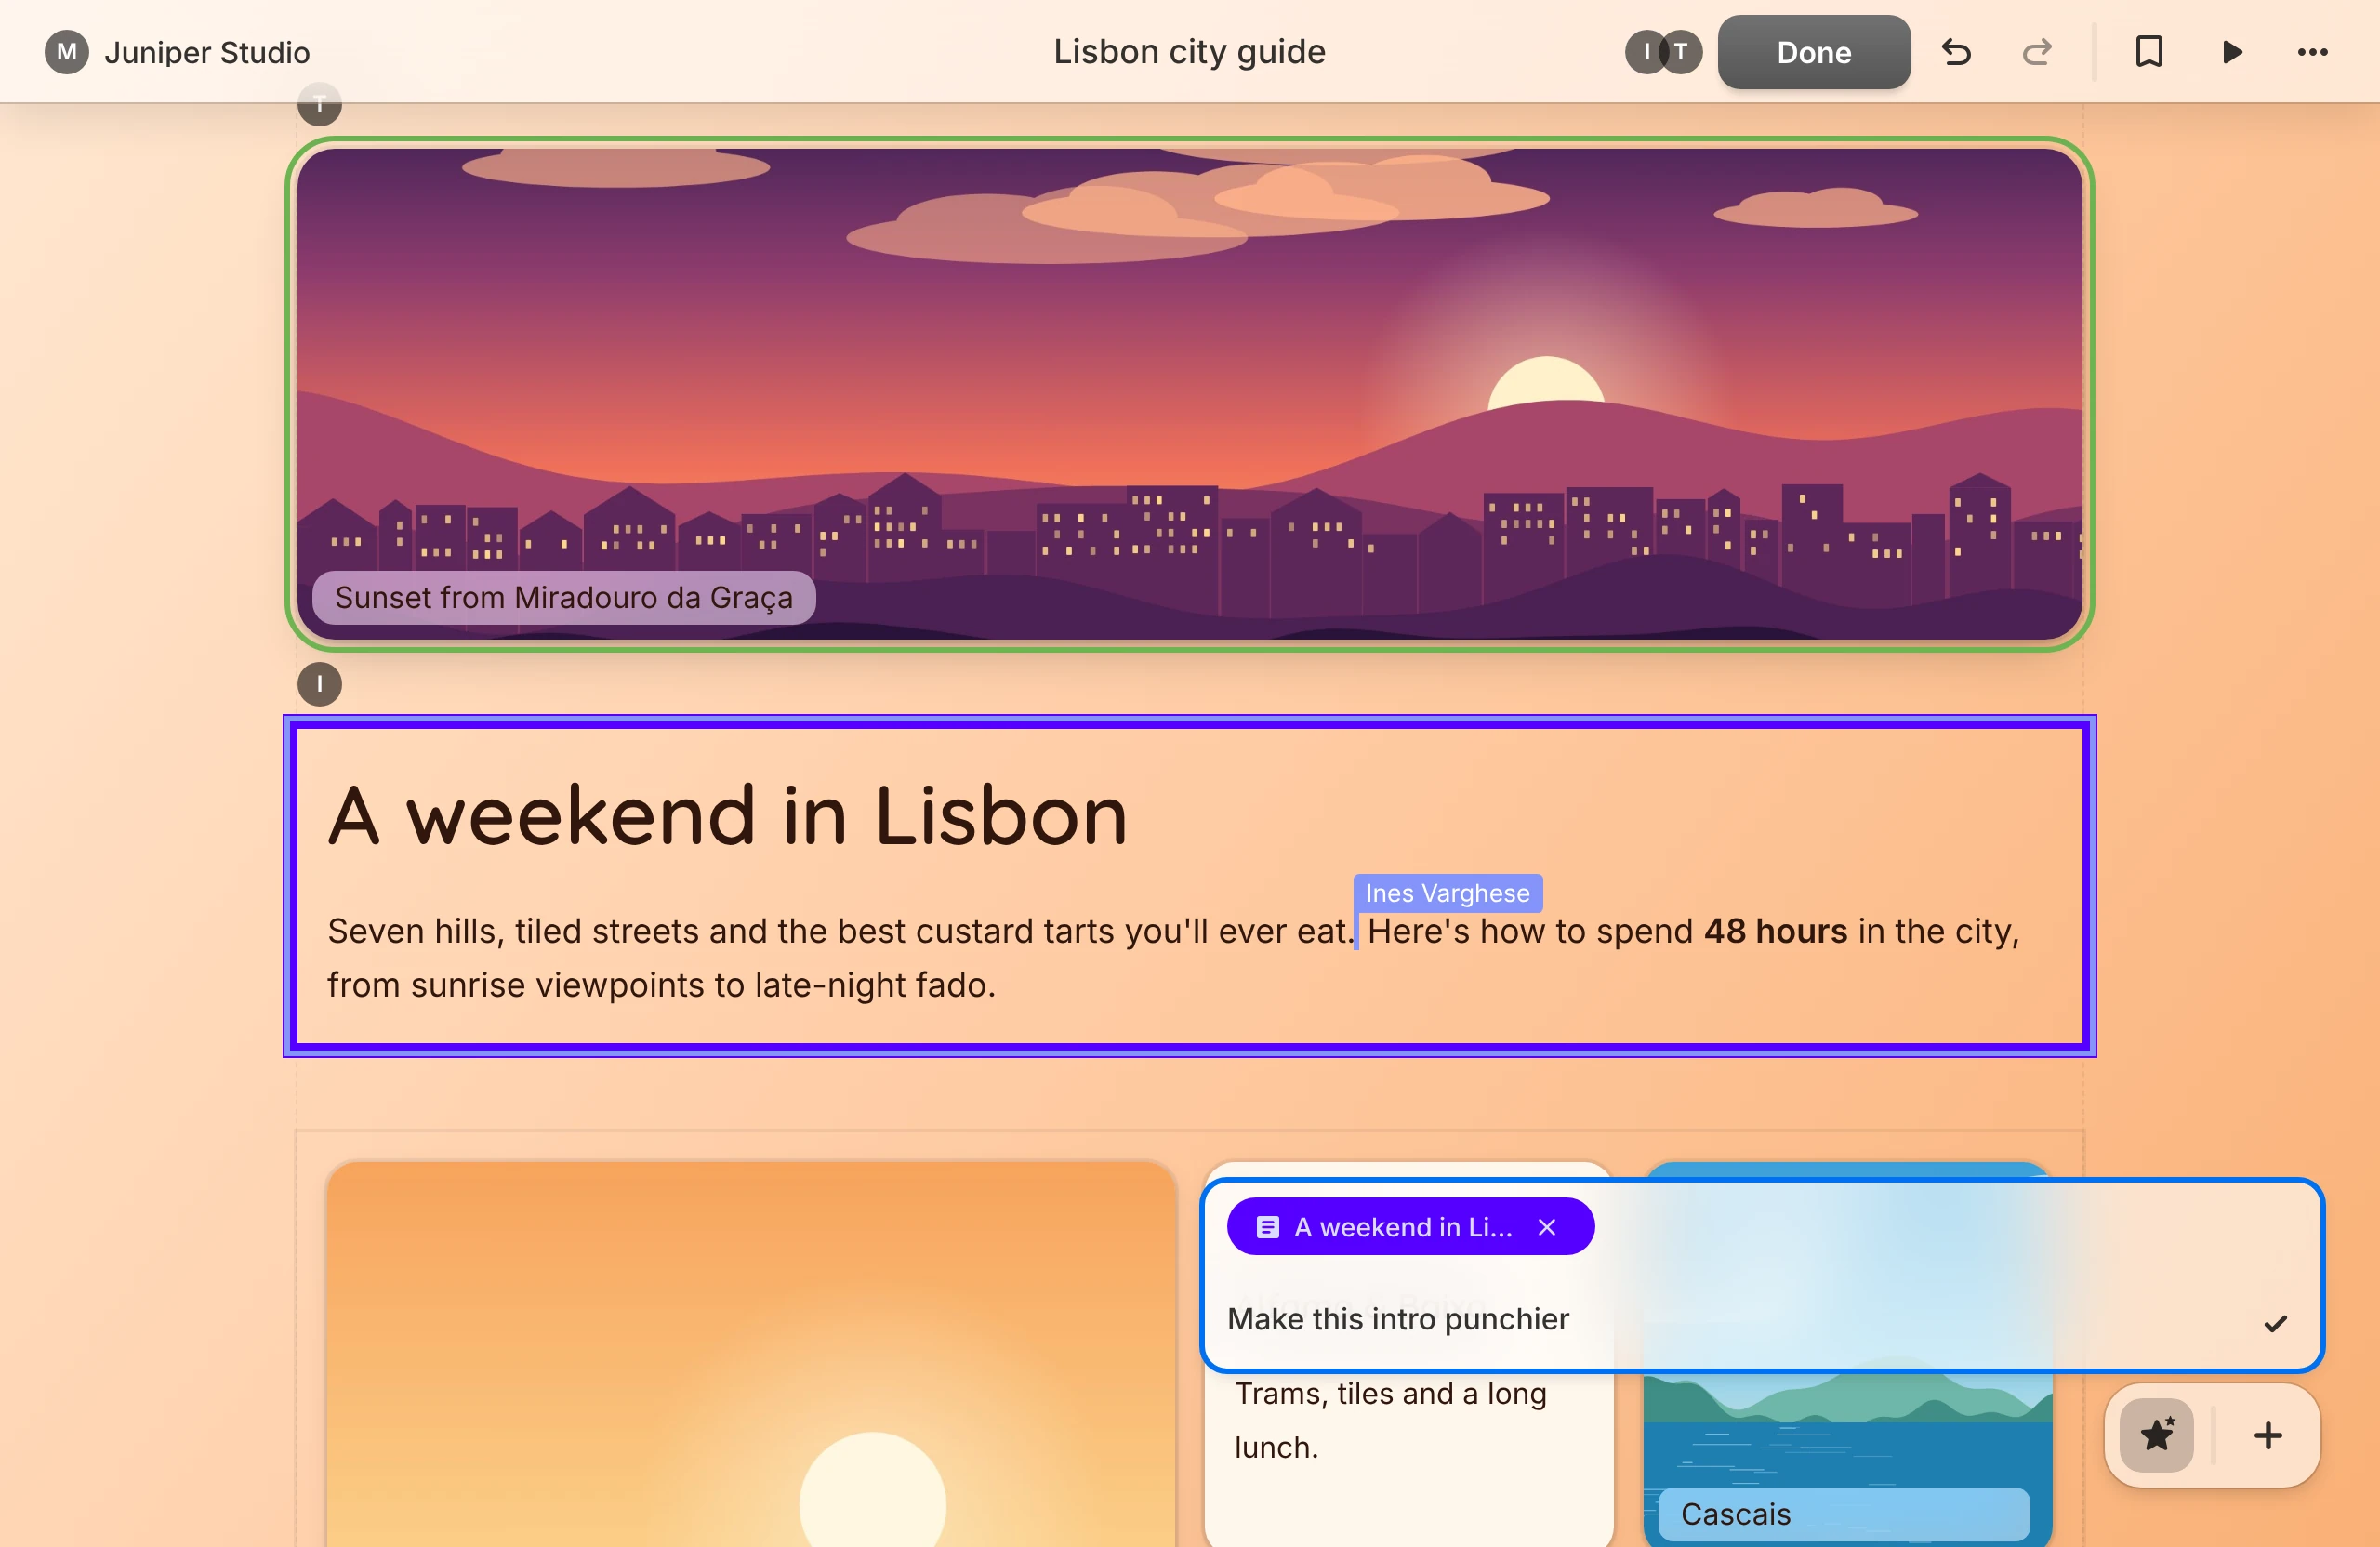 M Juniper Studio
Lisbon city guide
I T Done
T
Sunset from Miradouro da Graça
I
A weekend in Lisbon
Ines Varghese
Seven hills, tiled streets and the best custard tarts you'll ever eat. Here's how to spend 48 hours in the city,
from sunrise viewpoints to late-night fado.
A weekend in Li...
Make this intro punchier
Trams, tiles and a long
lunch.
Cascais